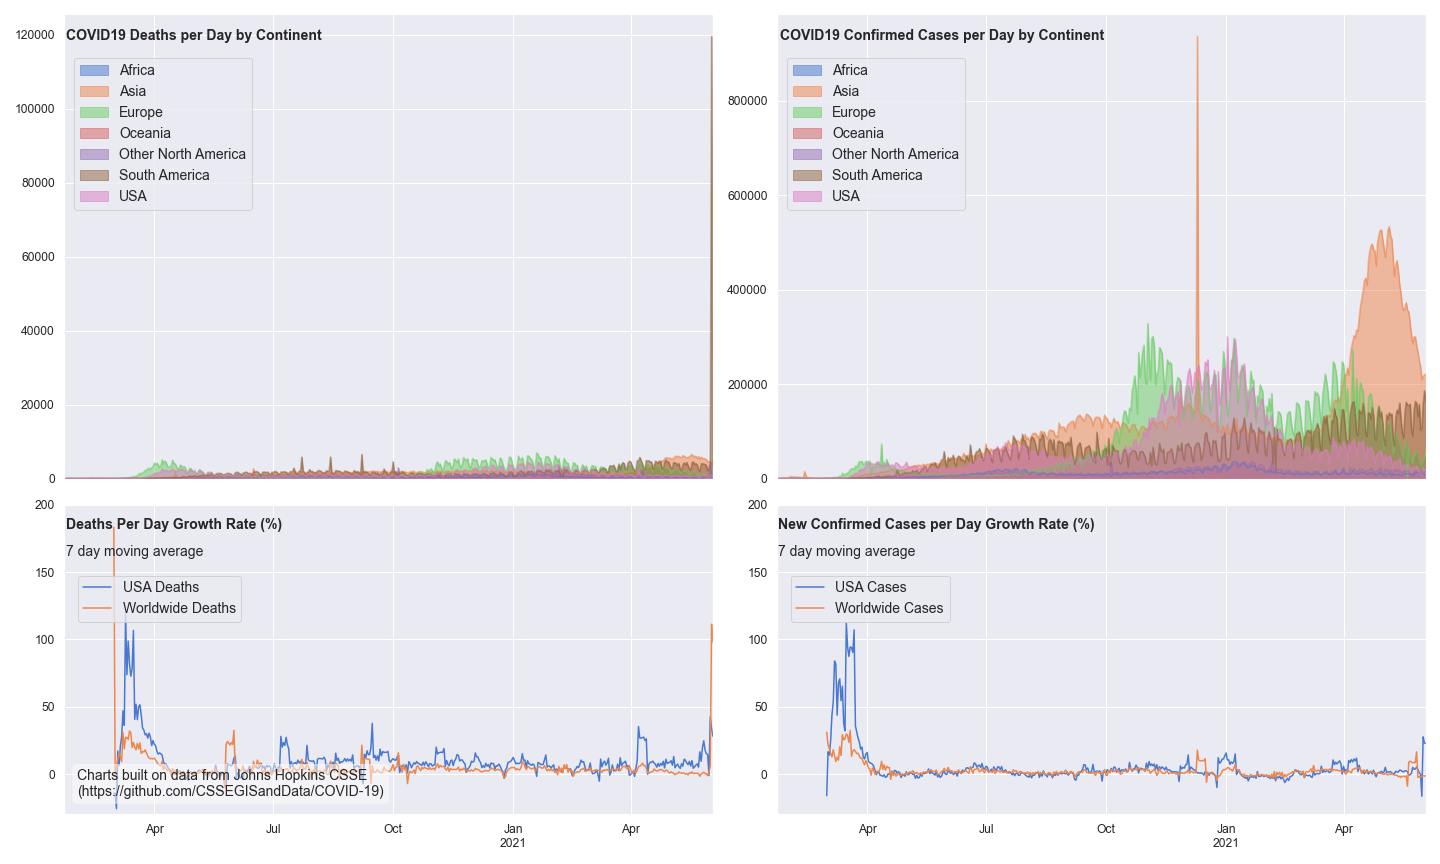 COVID19 Deaths per Day by Continent
120000
100000
80000
60000
40000
20000
0
Africa
Asia
Europe
Oceania
Other North America
South America
USA
Apr
Jul
Oct
Jan
2021
Apr
COVID19 Confirmed Cases per Day by Continent
800000
600000
400000
200000
0
Africa
Asia
Europe
Oceania
Other North America
South America
USA
Deaths Per Day Growth Rate (%)
7 day moving average
200
150
100
50
0
USA Deaths
Worldwide Deaths
Charts built on data from Johns Hopkins CSSE
(https://github.com/CSSEGISandData/COVID-19)
New Confirmed Cases per Day Growth Rate (%)
7 day moving average
200
150
100
50
0
USA Cases
Worldwide Cases
Apr
Jul
Oct
Jan
2021
Apr